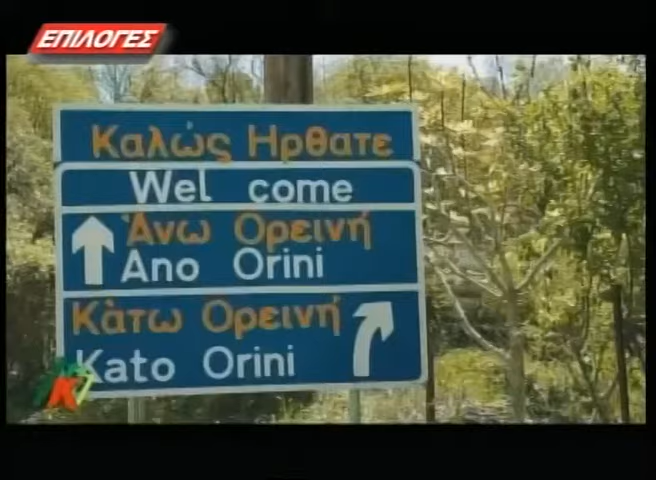 ΕΠΙΛΟΓΕΣ
Καλώς Ηρθατε
Wel come
Άνω Ορεινή
Ano Orini
Κάτω Ορεινή
Kato Orini